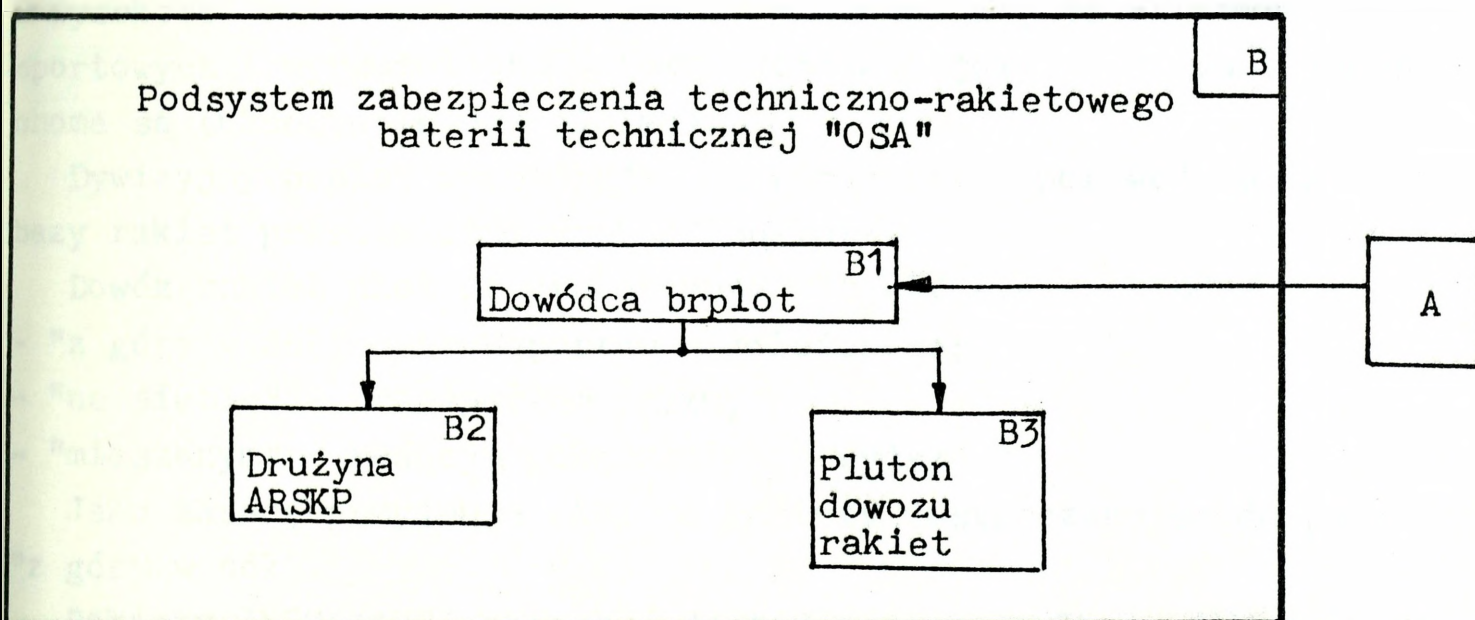 B
Podsystem zabezpieczenia techniczno-rakietowego
baterii technicznej "OSA"
B1
Dowódca brplot
A
B2
Drużyna
ARSKP
B3
Pluton
dowozu
rakiet